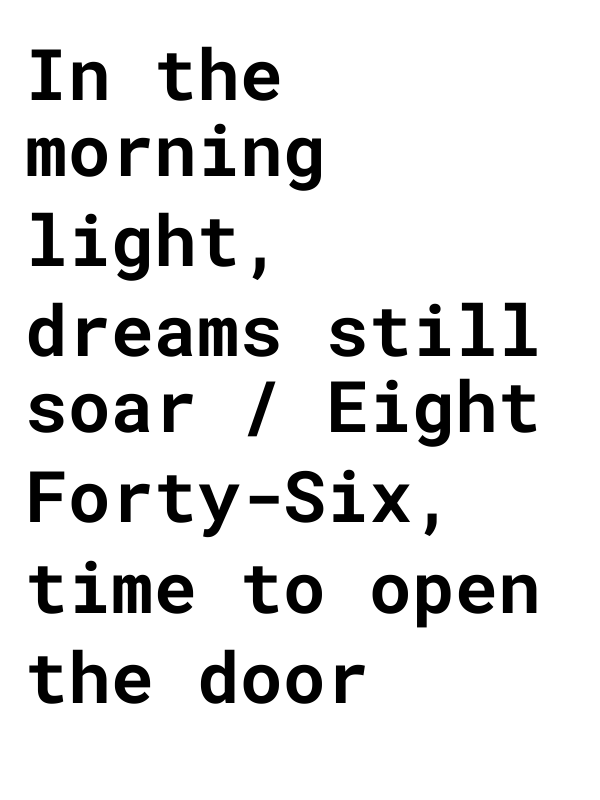 In the
morning
light,
dreams still
soar / Eight
Forty-Six,
time to open
the door